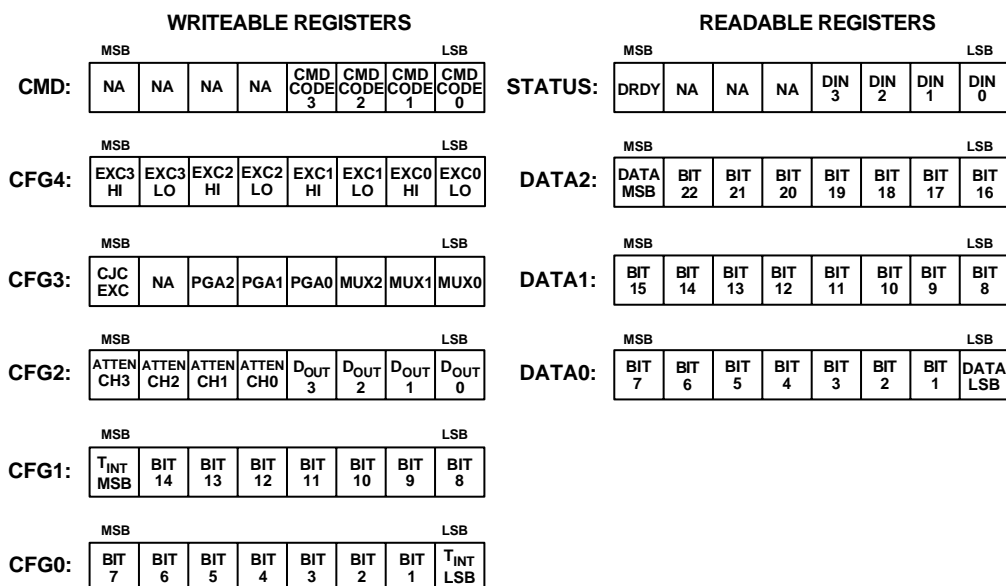 WRITEABLE REGISTERS
MSB LSB
CMD: NA NA NA NA CMD CODE 3 CMD CODE 2 CMD CODE 1 CMD CODE 0
MSB LSB
CFG4: EXC3 HI EXC3 LO EXC2 HI EXC2 LO EXC1 HI EXC1 LO EXC0 HI EXC0 LO
MSB LSB
CFG3: CJC EXC NA PGA2 PGA1 PGA0 MUX2 MUX1 MUX0
MSB LSB
CFG2: ATTEN CH3 ATTEN CH2 ATTEN CH1 ATTEN CH0 DOUT 3 DOUT 2 DOUT 1 DOUT 0
MSB LSB
CFG1: TINT MSB BIT 14 BIT 13 BIT 12 BIT 11 BIT 10 BIT 9 BIT 8
MSB LSB
CFG0: BIT 7 BIT 6 BIT 5 BIT 4 BIT 3 BIT 2 BIT 1 TINT LSB
READABLE REGISTERS
MSB LSB
STATUS: DRDY NA NA NA DIN 3 DIN 2 DIN 1 DIN 0
MSB LSB
DATA2: DATA MSB BIT 22 BIT 21 BIT 20 BIT 19 BIT 18 BIT 17 BIT 16
MSB LSB
DATA1: BIT 15 BIT 14 BIT 13 BIT 12 BIT 11 BIT 10 BIT 9 BIT 8
MSB LSB
DATA0: BIT 7 BIT 6 BIT 5 BIT 4 BIT 3 BIT 2 BIT 1 DATA LSB